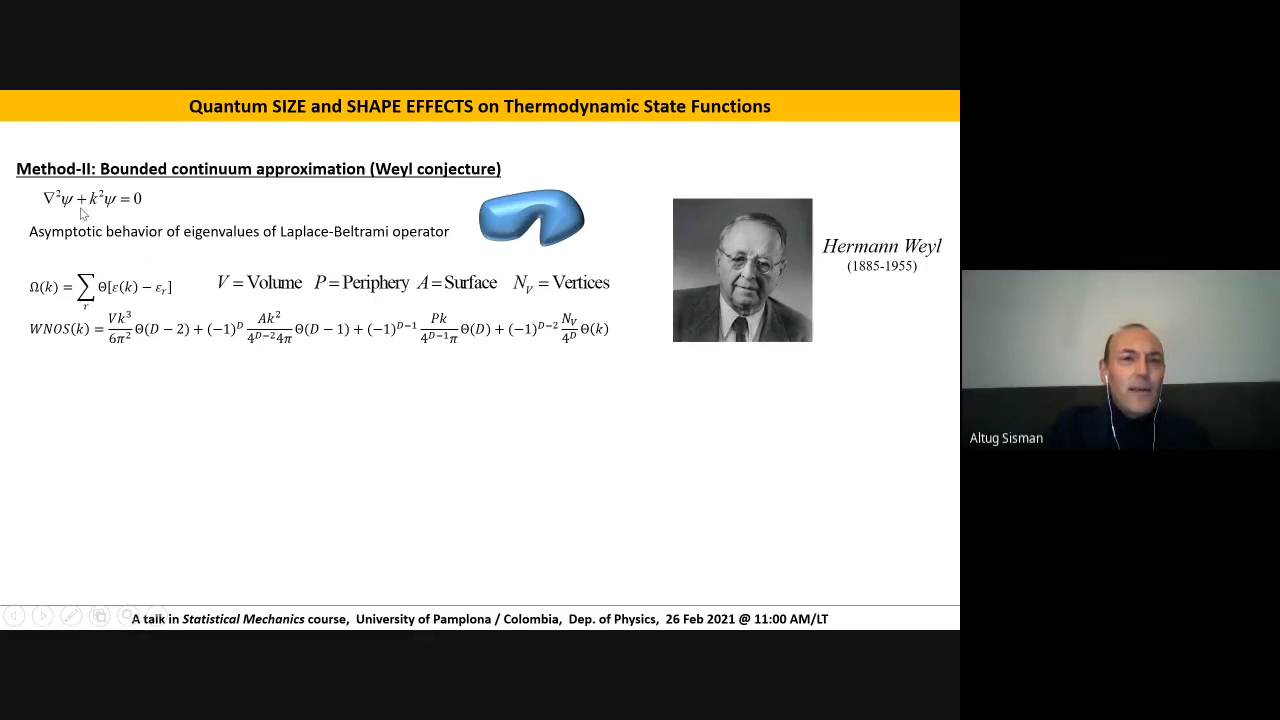 Quantum SIZE and SHAPE EFFECTS on Thermodynamic State Functions
Method-II: Bounded continuum approximation (Weyl conjecture)
∇²ψ + k²ψ = 0
Asymptotic behavior of eigenvalues of Laplace-Beltrami operator
Ω(k) = ∑_r Θ[ε(k) − ε_r]
V = Volume P = Periphery A = Surface N_V = Vertices
WNOS(k) = Vk³/6π² Θ(D − 2) + (−1)^D Ak²/4^(D−2)4π Θ(D − 1) + (−1)^(D−1) Pk/4^(D−1)π Θ(D) + (−1)^(D−2) N_V/4^D Θ(k)
Hermann Weyl
(1885-1955)
Altug Sisman
A talk in Statistical Mechanics course, University of Pamplona / Colombia, Dep. of Physics, 26 Feb 2021 @ 11:00 AM/LT